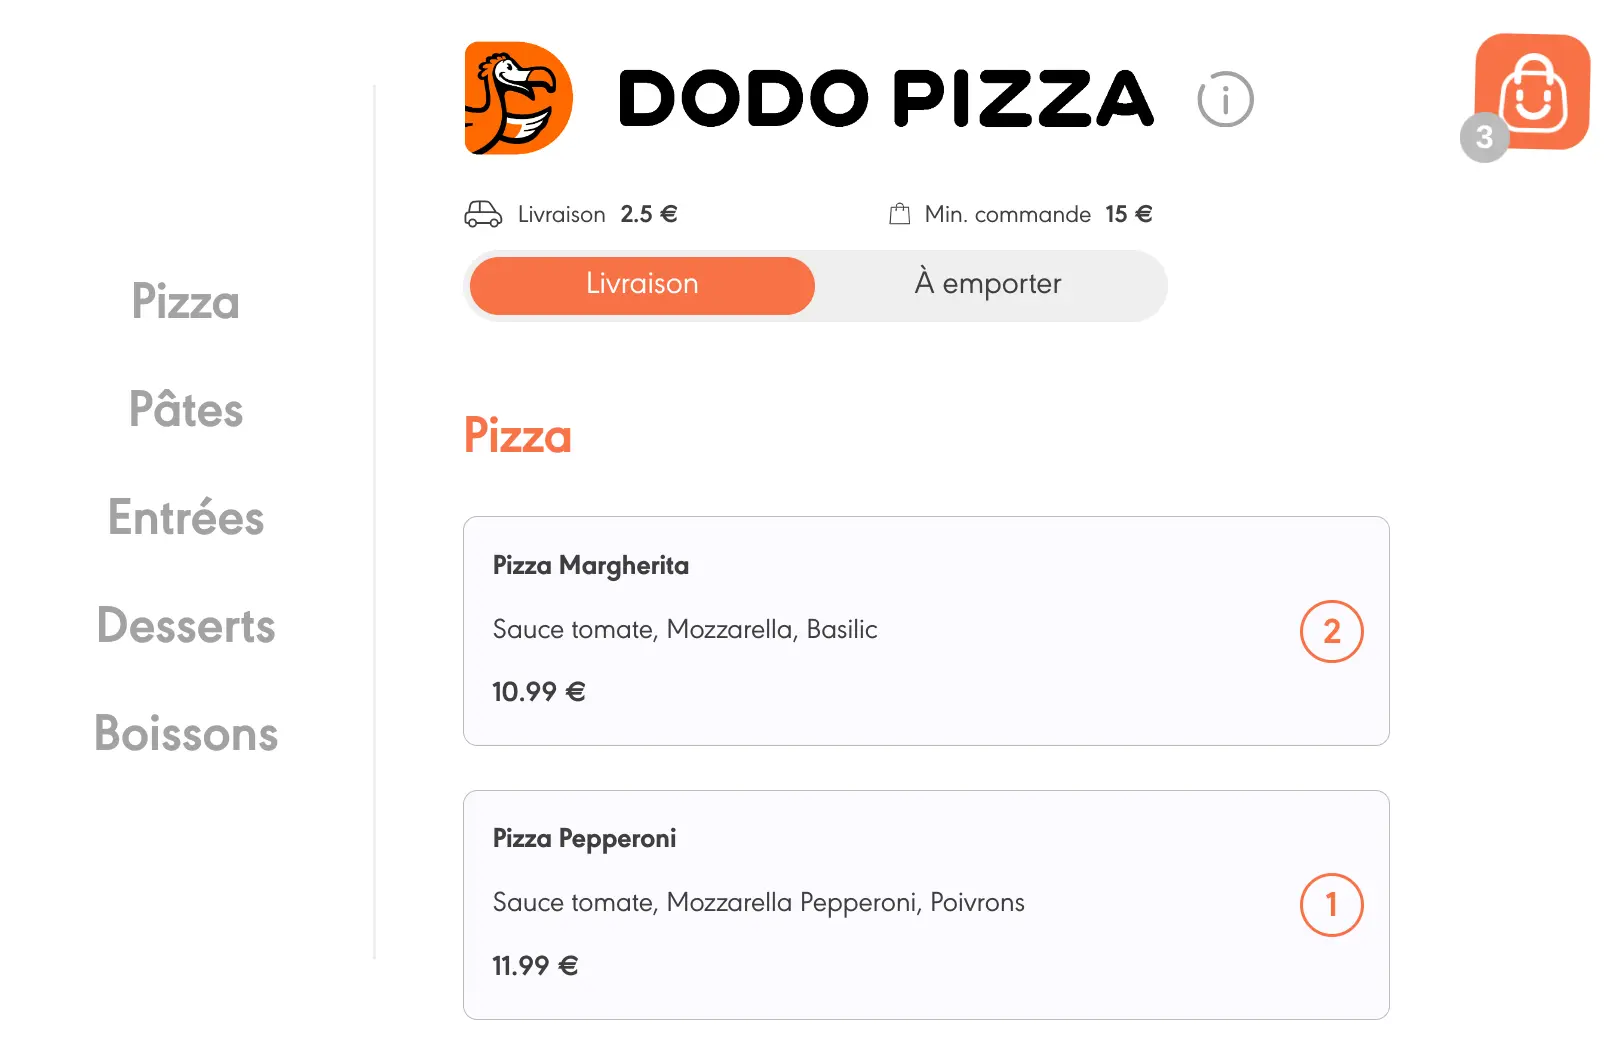 DODO PIZZA
3
Livraison 2.5 €
Min. commande 15 €
Livraison
À emporter
Pizza
Pâtes
Entrées
Desserts
Boissons
Pizza
Pizza Margherita
Sauce tomate, Mozzarella, Basilic
10.99 €
2
Pizza Pepperoni
Sauce tomate, Mozzarella Pepperoni, Poivrons
11.99 €
1